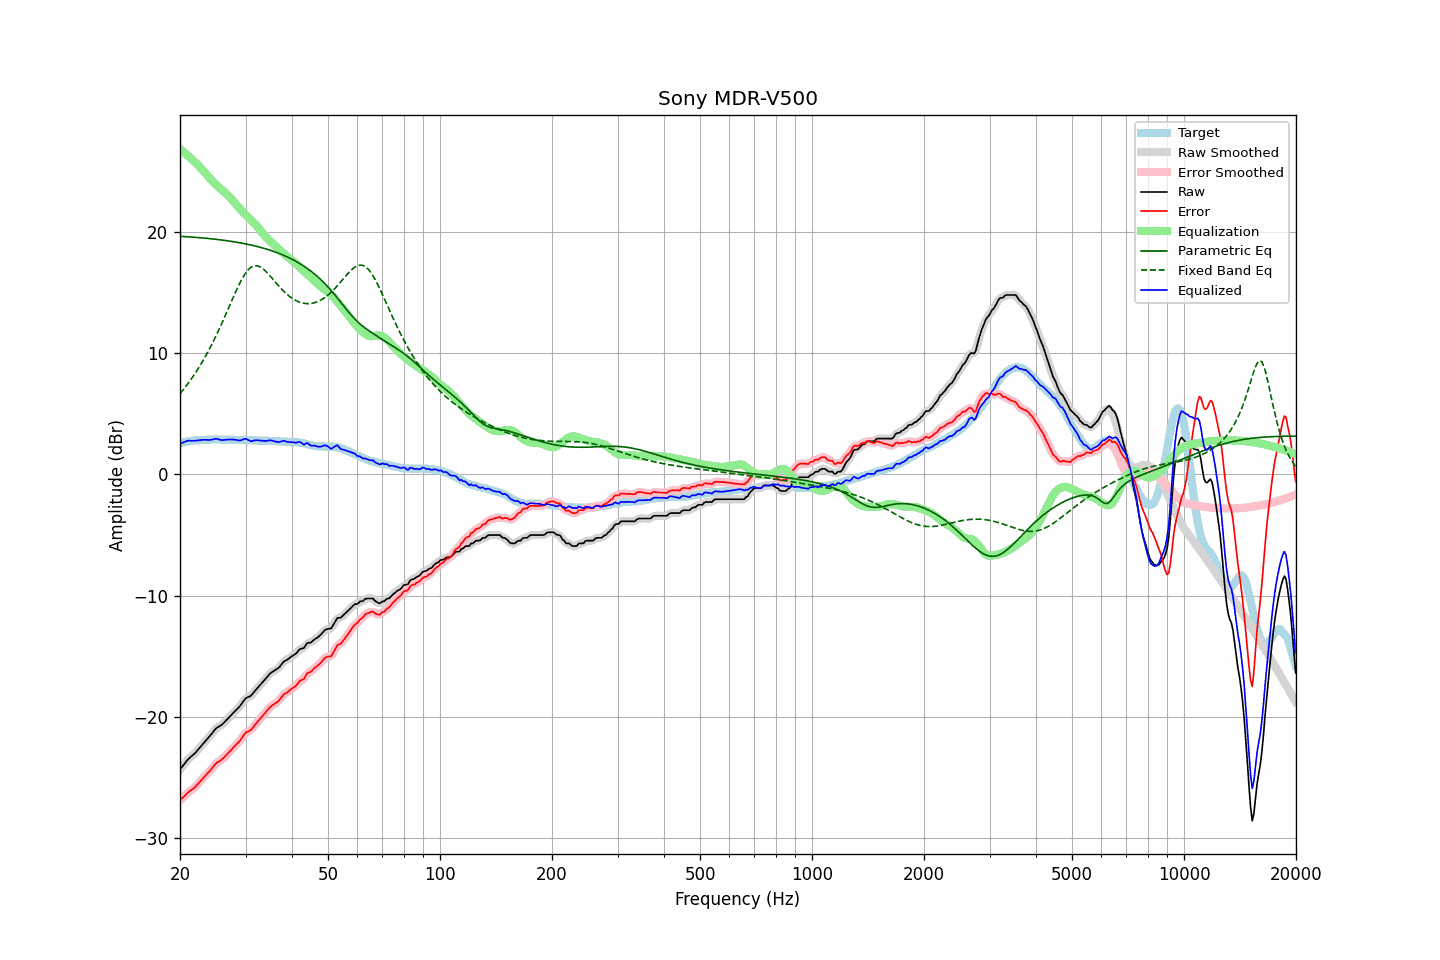 Sony MDR-V500
Amplitude (dBr)
20
10
0
−10
−20
−30
Target
Raw Smoothed
Error Smoothed
Raw
Error
Equalization
Parametric Eq
Fixed Band Eq
Equalized
20 50 100 200 500 1000 2000 5000 10000 20000
Frequency (Hz)